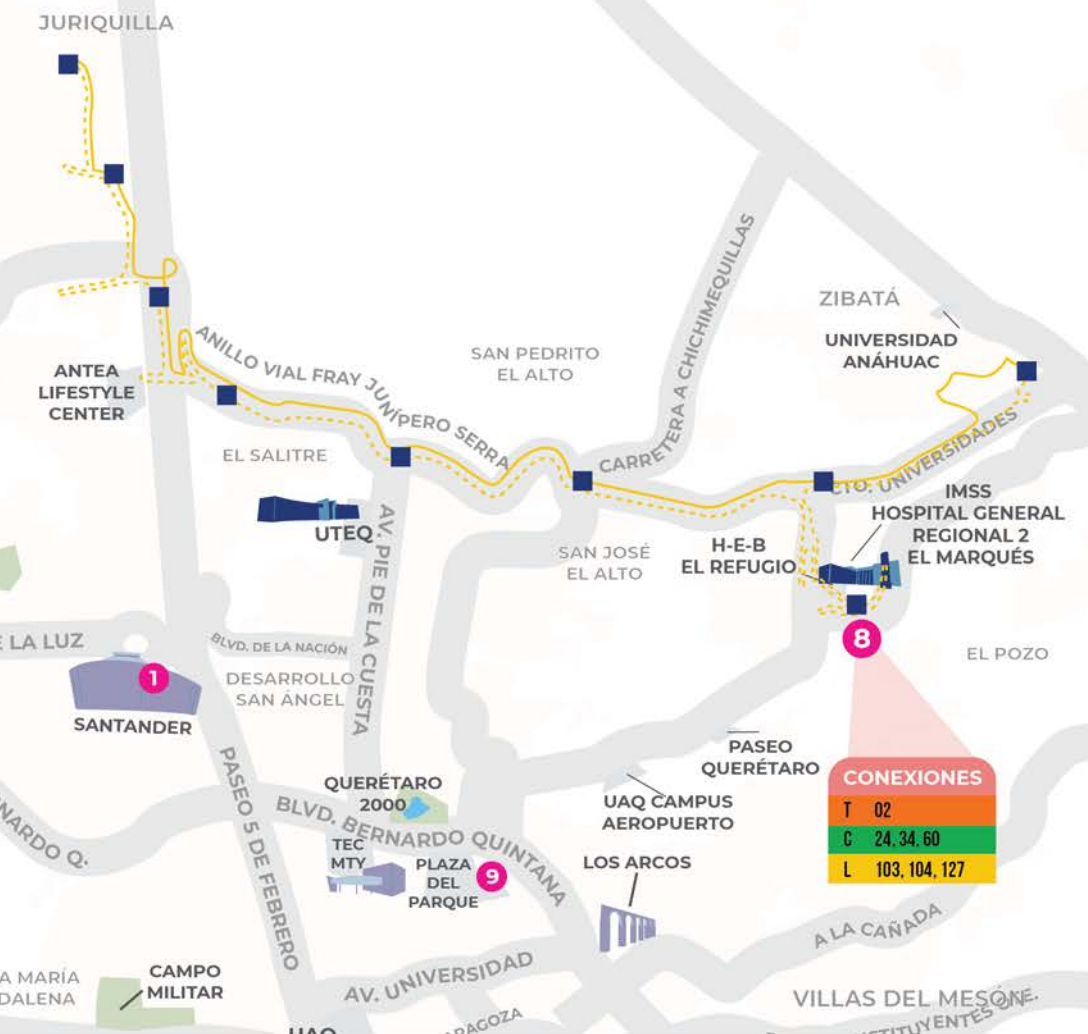 JURIQUILLA
ZIBATÁ
UNIVERSIDAD
ANÁHUAC
CARRETERA A CHICHIMEQUILLAS
ANILLO VIAL FRAY JUNÍPERO SERRA
SAN PEDRITO
EL ALTO
ANTEA
LIFESTYLE
CENTER
EL SALITRE
CTO. UNIVERSIDADES
UTEQ
IMSS
HOSPITAL GENERAL
REGIONAL 2
EL MARQUÉS
H-E-B
EL REFUGIO
SAN JOSÉ
EL ALTO
AV. PIE DE LA CUESTA
8
EL POZO
E LA LUZ
BLVD. DE LA NACIÓN
1
SANTANDER
DESARROLLO
SAN ÁNGEL
PASEO
QUERÉTARO
CONEXIONES
T 02
C 24, 34, 60
L 103, 104, 127
QUERÉTARO
2000
UAQ CAMPUS
AEROPUERTO
PASEO 5 DE FEBRERO
BLVD. BERNARDO QUINTANA
NARDO Q.
TEC
MTY
PLAZA
DEL
PARQUE
9
LOS ARCOS
A LA CAÑADA
AV. UNIVERSIDAD
A MARÍA
DALENA
CAMPO
MILITAR
VILLAS DEL MESÓN
UAQ
RAGOZA
STITUYENTES